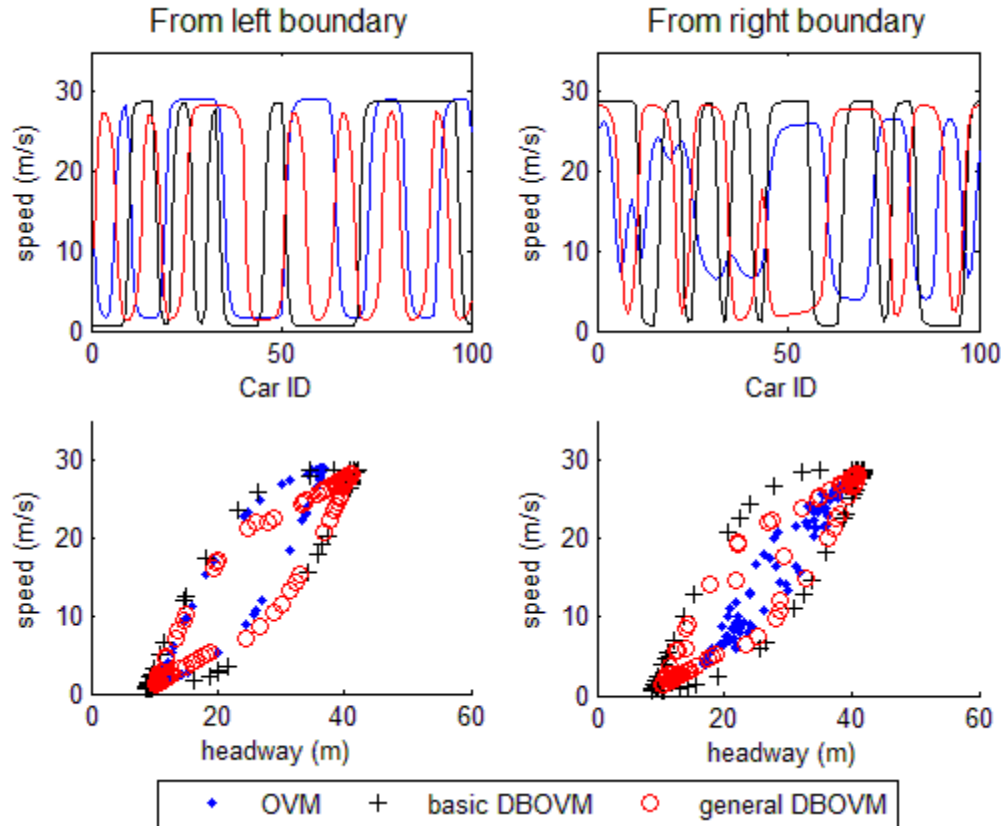 From left boundary
From right boundary
speed (m/s)
30
20
10
0
0 50 100
Car ID
speed (m/s)
30
20
10
0
0 50 100
Car ID
speed (m/s)
30
20
10
0
0 20 40 60
headway (m)
speed (m/s)
30
20
10
0
0 20 40 60
headway (m)
OVM basic DBOVM general DBOVM